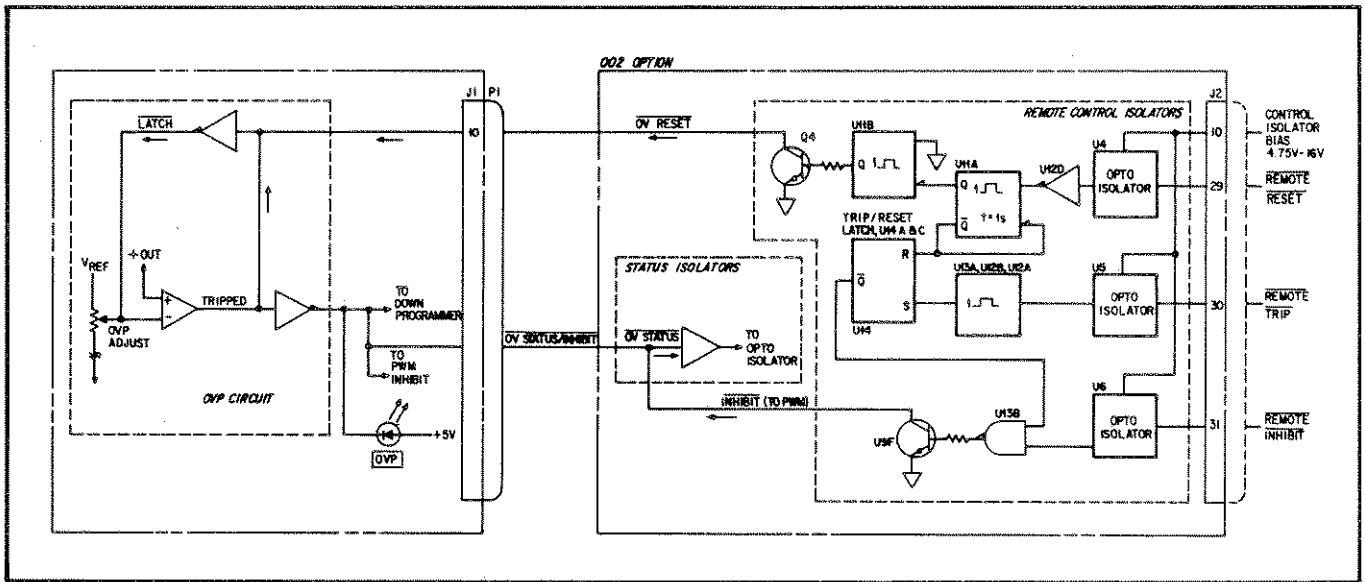 002 OPTION
J1 P1
10
LATCH
OV RESET
Q4
U11B
Q
REMOTE CONTROL ISOLATORS
U11A
Q
Q
T = 1s
U12D
U4
OPTO
ISOLATOR
J2
10
29
CONTROL
ISOLATOR
BIAS
4.75V-16V
REMOTE
RESET
TRIP/RESET
LATCH, U14 A & C
R
Q
S
U14
U13A, U12B, U12A
U5
OPTO
ISOLATOR
30
REMOTE
TRIP
VREF
÷OUT
+
−
TRIPPED
OVP
ADJUST
TO
DOWN
PROGRAMMER
TO
PWM
INHIBIT
OVP CIRCUIT
+5V
OVP
OV STATUS/INHIBIT
STATUS ISOLATORS
OV STATUS
TO
OPTO
ISOLATOR
INHIBIT (TO PWM)
U9F
U13B
U6
OPTO
ISOLATOR
31
REMOTE
INHIBIT